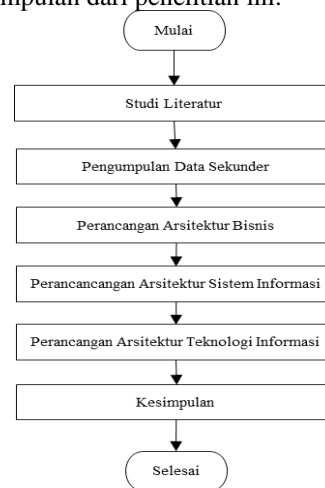 dari penelitian ini.
Mulai
Studi Literatur
Pengumpulan Data Sekunder
Perancangan Arsitektur Bisnis
Perancancangan Arsitektur Sistem Informasi
Perancangan Arsitektur Teknologi Informasi
Kesimpulan
Selesai